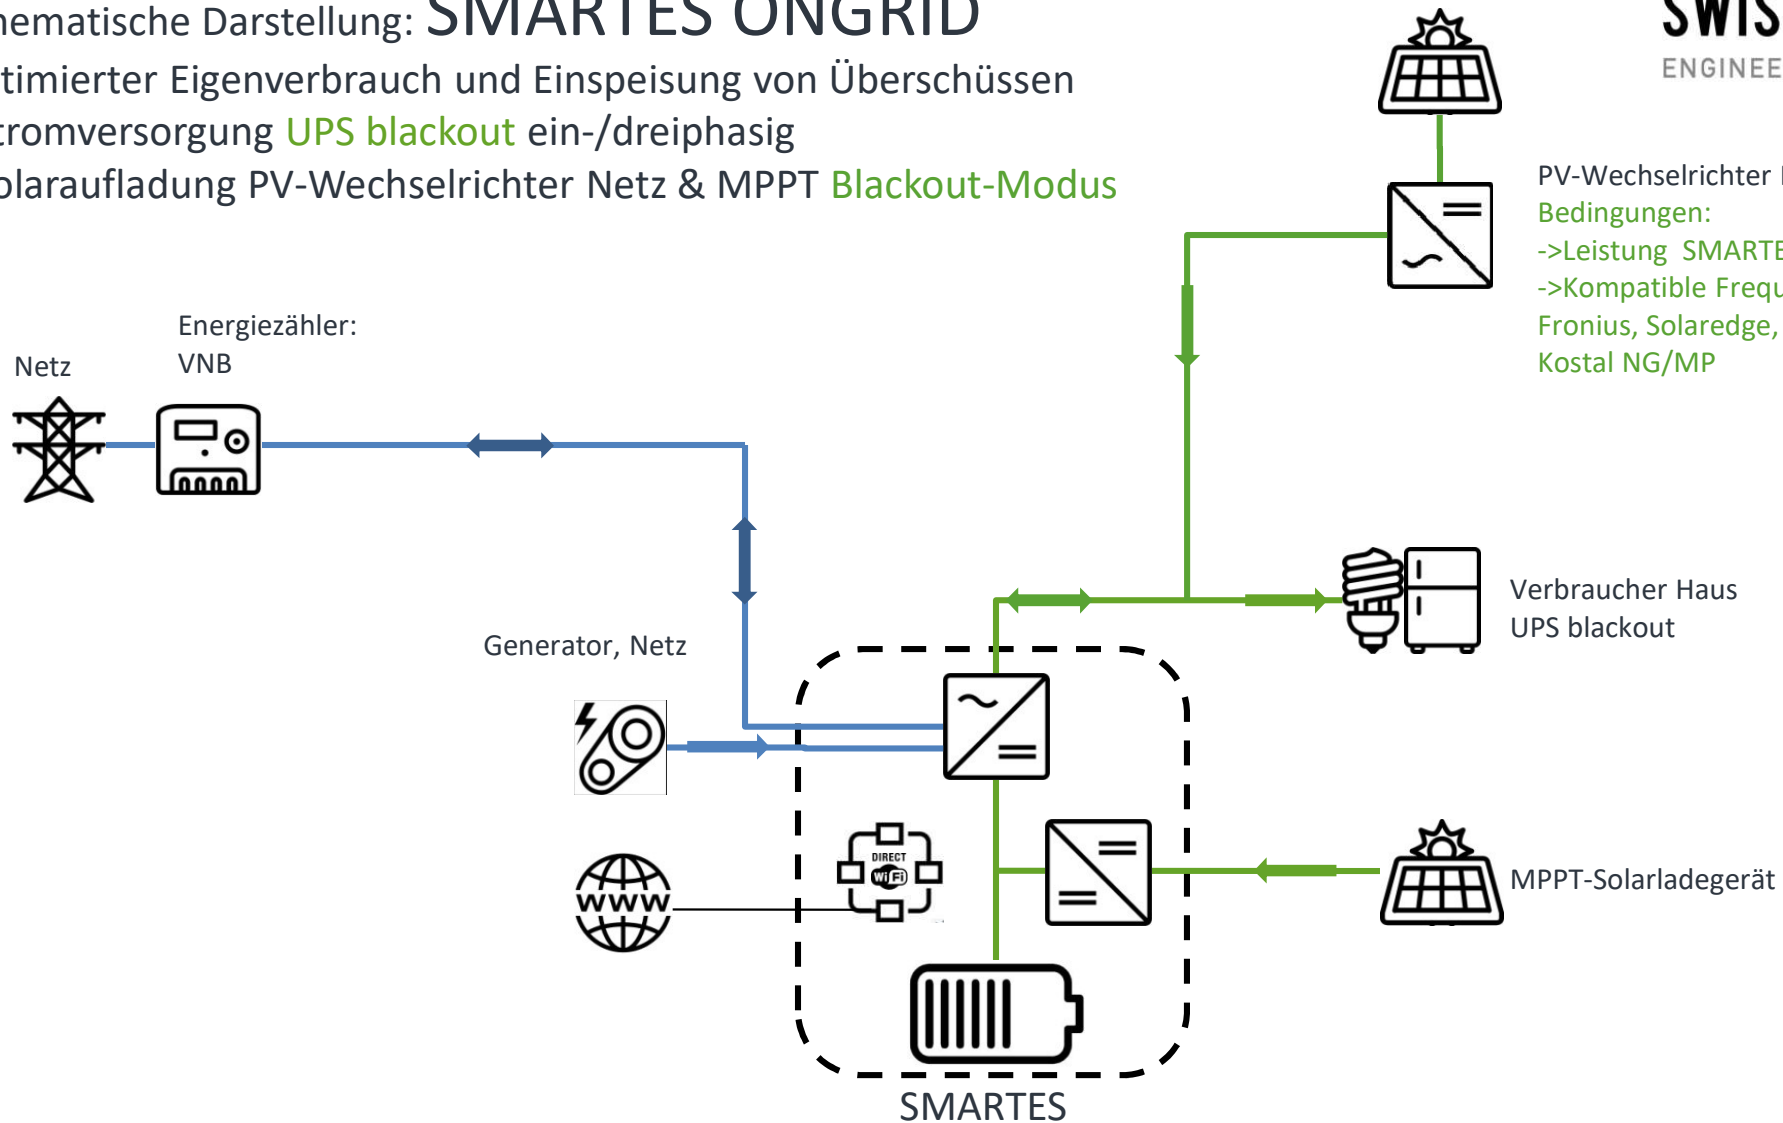 hematische Darstellung: SMARTES ONGRID
timierter Eigenverbrauch und Einspeisung von Überschüssen
tromversorgung UPS blackout ein-/dreiphasig
olaraufladung PV-Wechselrichter Netz & MPPT Blackout-Modus
SWIS
ENGINEE
PV-Wechselrichter
Bedingungen:
->Leistung SMARTE
->Kompatible Frequ
Fronius, Solaredge,
Kostal NG/MP
Energiezähler:
VNB
Netz
Verbraucher Haus
UPS blackout
Generator, Netz
DIRECT
WiFi
WWW
MPPT-Solarladegerät
SMARTES